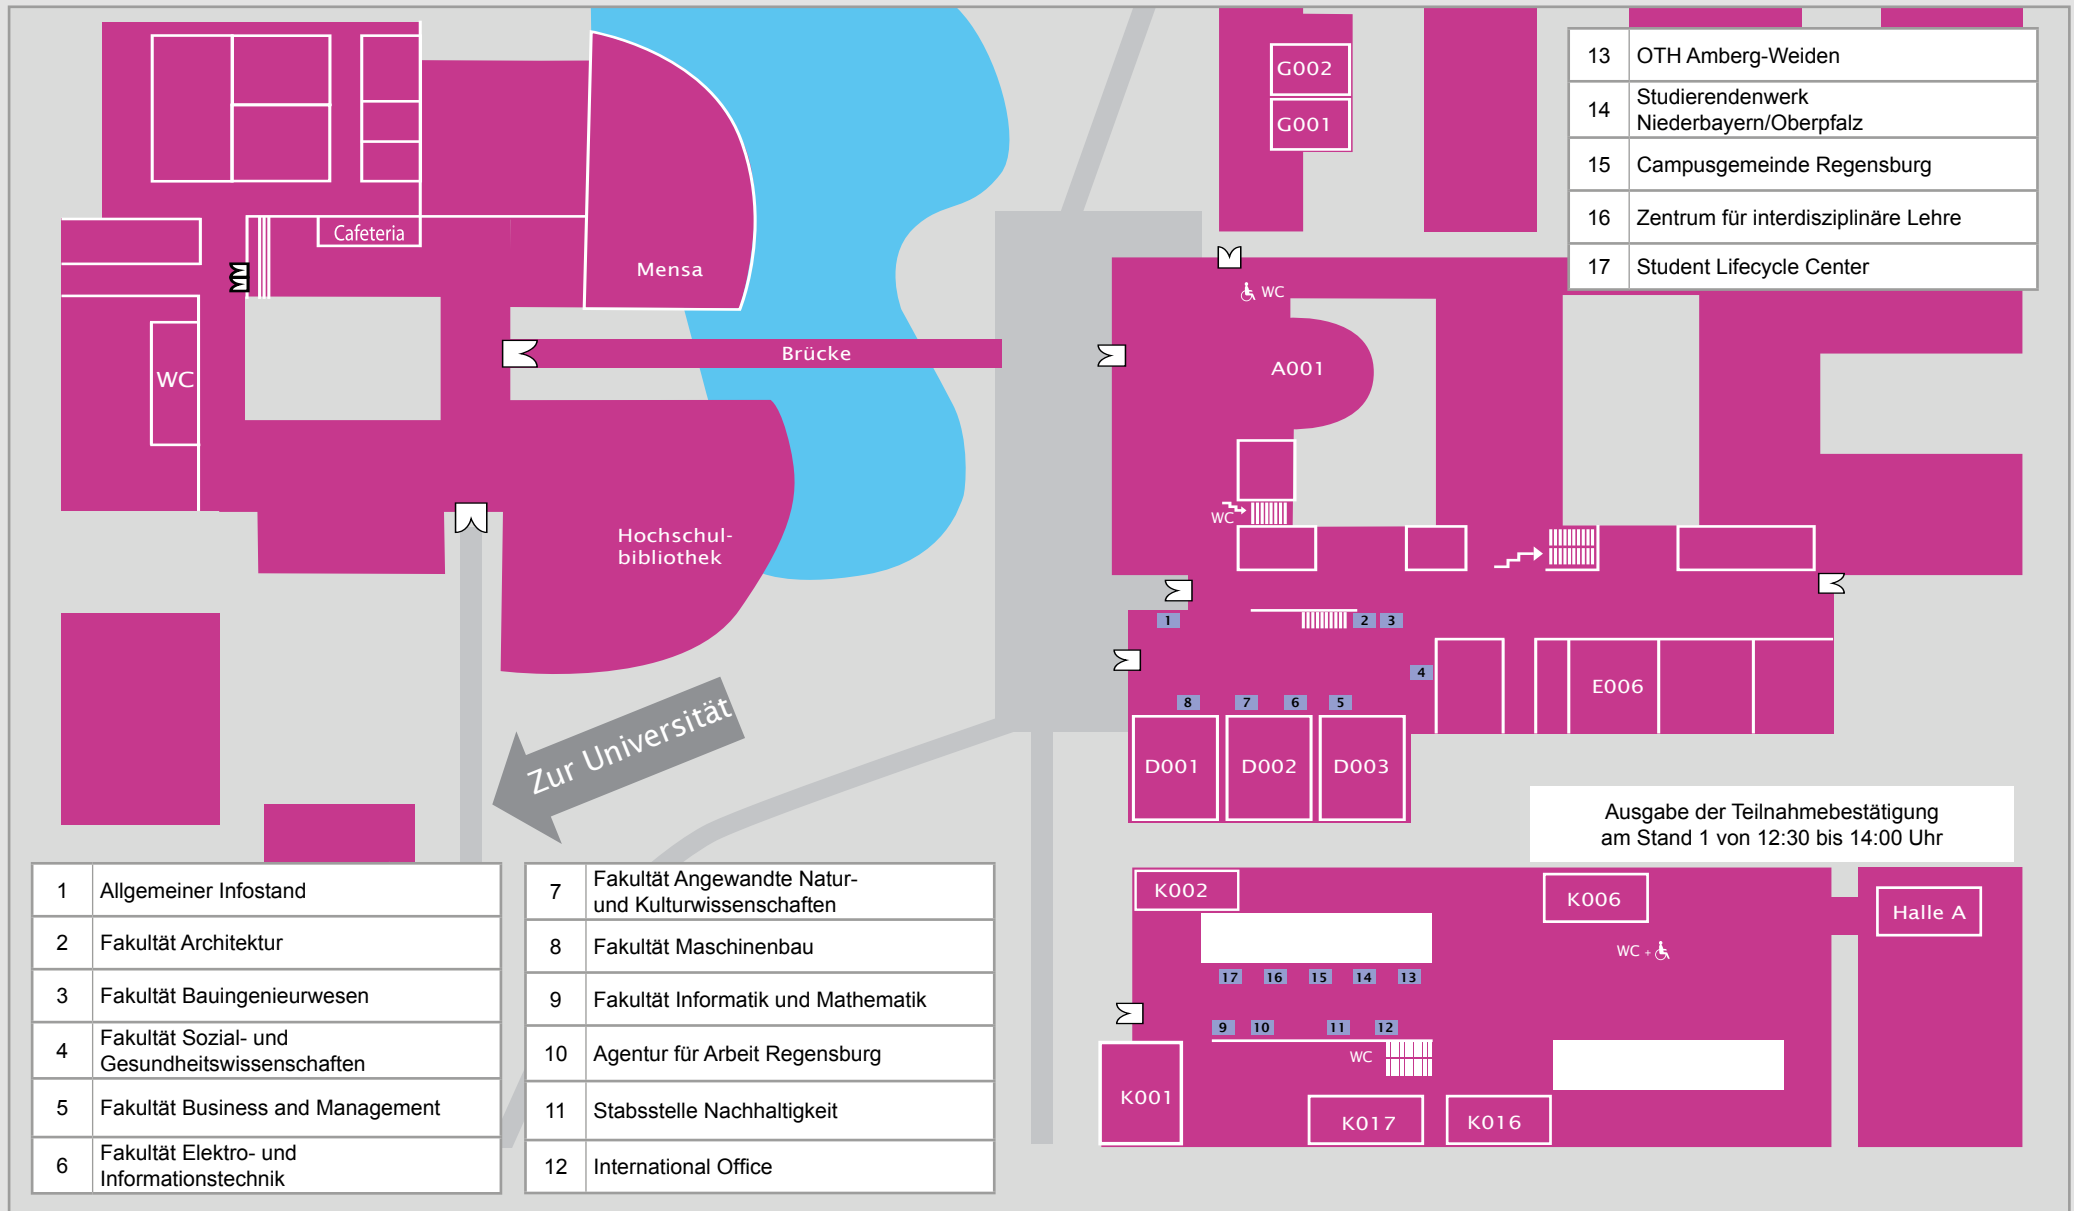 G002
G001
13 OTH Amberg-Weiden
14 Studierendenwerk
Niederbayern/Oberpfalz
15 Campusgemeinde Regensburg
16 Zentrum für interdisziplinäre Lehre
17 Student Lifecycle Center
Cafeteria
Mensa
WC
Brücke
WC
A001
WC
Hochschul-
bibliothek
1
2
3
4
E006
8
7
6
5
D001
D002
D003
Zur Universität
Ausgabe der Teilnahmebestätigung
am Stand 1 von 12:30 bis 14:00 Uhr
1 Allgemeiner Infostand
2 Fakultät Architektur
3 Fakultät Bauingenieurwesen
4 Fakultät Sozial- und
Gesundheitswissenschaften
5 Fakultät Business and Management
6 Fakultät Elektro- und
Informationstechnik
7 Fakultät Angewandte Natur-
und Kulturwissenschaften
8 Fakultät Maschinenbau
9 Fakultät Informatik und Mathematik
10 Agentur für Arbeit Regensburg
11 Stabsstelle Nachhaltigkeit
12 International Office
K002
K006
Halle A
WC +
17
16
15
14
13
9
10
11
12
WC
K001
K017
K016